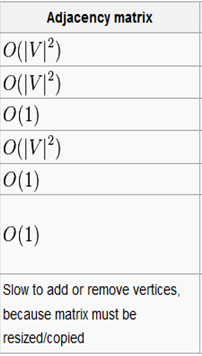 Adjacency matrix
O(|V|²)
O(|V|²)
O(1)
O(|V|²)
O(1)
O(1)
Slow to add or remove vertices,
because matrix must be
resized/copied